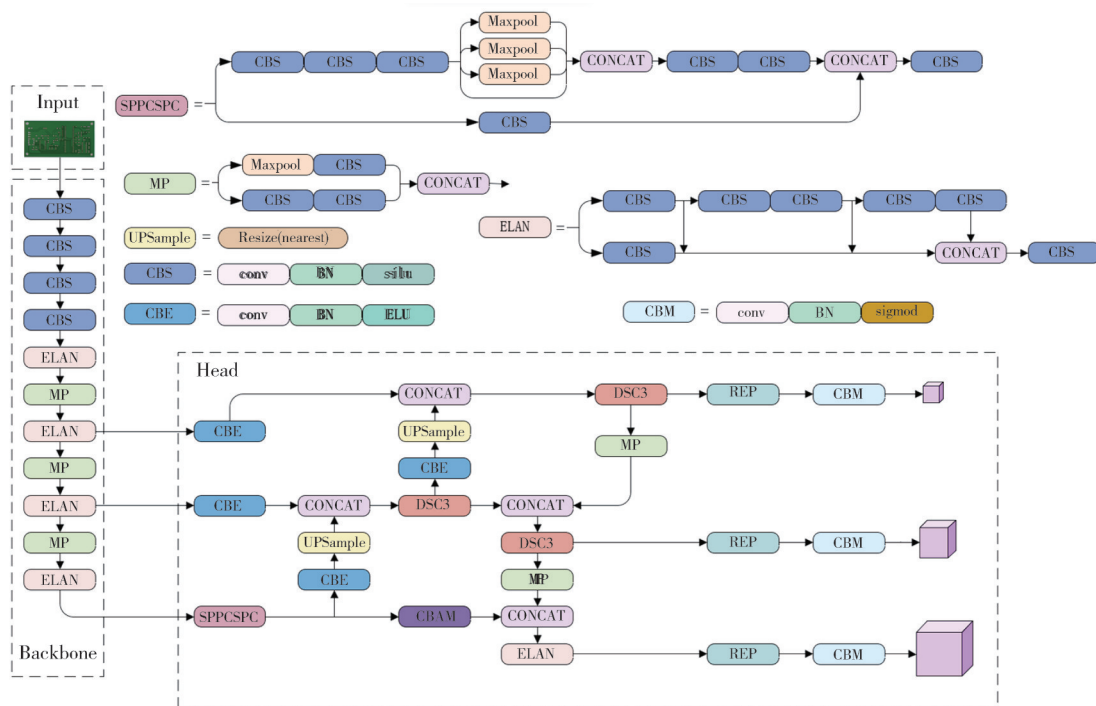 Maxpool
Maxpool
Maxpool
CBS CBS CBS CONCAT CBS CBS CONCAT CBS
SPPCSPC =
CBS
Input
MP = Maxpool CBS
CBS CBS CONCAT
ELAN = CBS CBS CBS CBS CBS
CBS CONCAT CBS
UPSample = Resize(nearest)
CBS = conv BN silu
CBE = conv BN ELU
CBM = conv BN sigmod
CBS
CBS
CBS
CBS
ELAN
MP
ELAN
MP
ELAN
MP
ELAN
Backbone
Head
CONCAT DSC3 REP CBM
CBE UPSample MP
CBE
CBE CONCAT DSC3 CONCAT
UPSample DSC3 REP CBM
CBE MP
SPPCSPC CBAM CONCAT
ELAN REP CBM